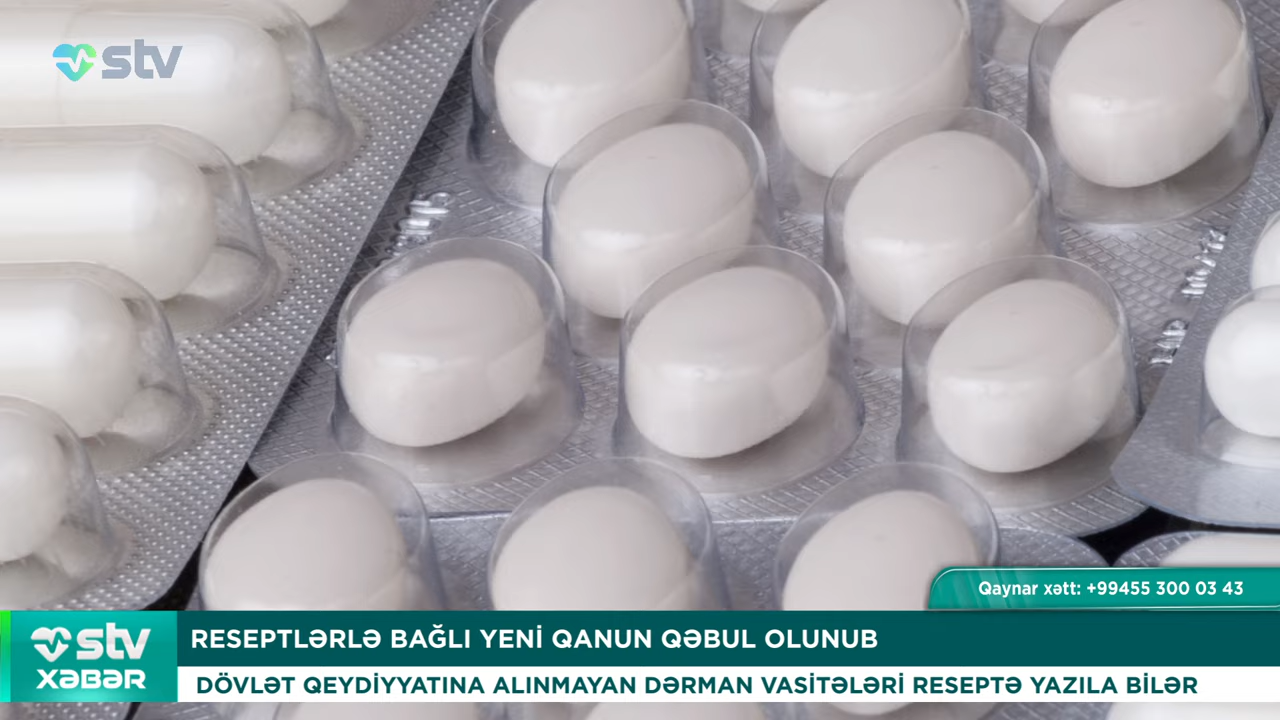 stv
Qaynar xətt: +99455 300 03 43
stv
XƏBƏR
RESEPTLƏRLƏ BAĞLI YENİ QANUN QƏBUL OLUNUB
DÖVLƏT QEYDİYYATINA ALINMAYAN DƏRMAN VASİTƏLƏRİ RESEPTƏ YAZILA BİLƏR